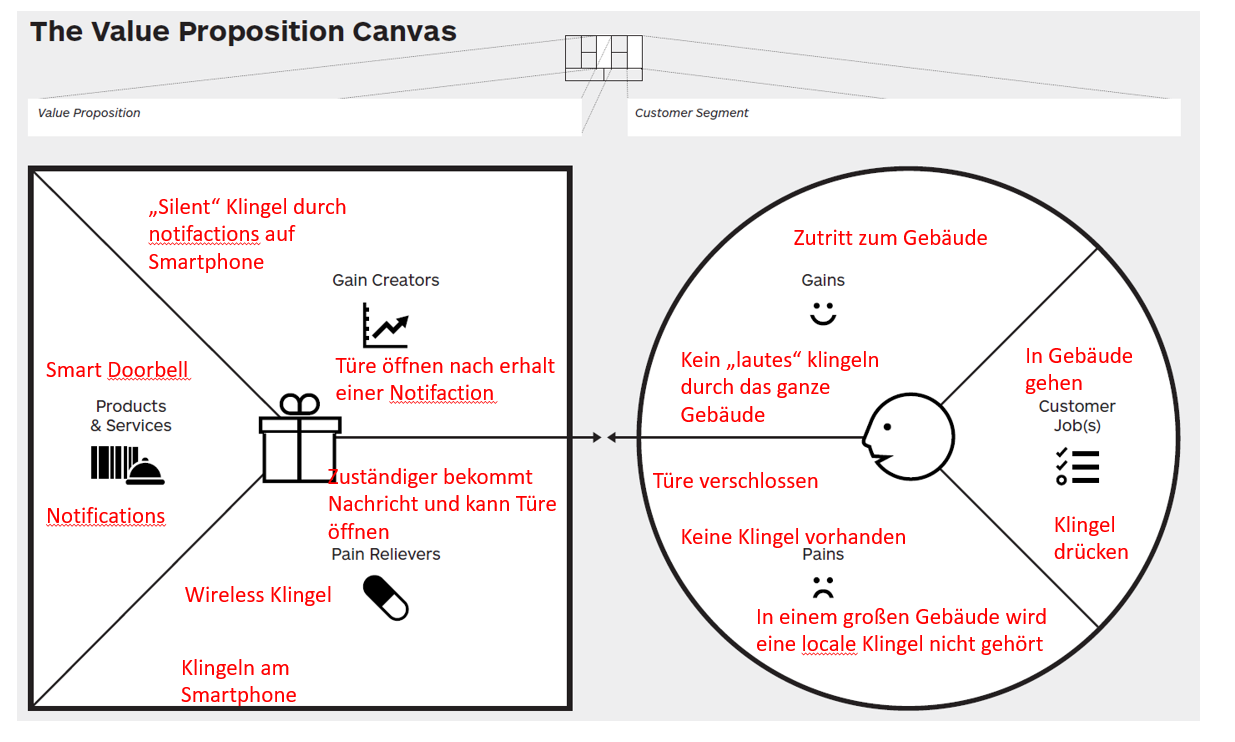 The Value Proposition Canvas
Value Proposition
Customer Segment
„Silent“ Klingel durch
notifactions auf
Smartphone
Gain Creators
Türe öffnen nach erhalt
einer Notifaction
Smart Doorbell
Products
& Services
Notifications
Zuständiger bekommt
Nachricht und kann Türe
öffnen
Pain Relievers
Wireless Klingel
Klingeln am
Smartphone
Zutritt zum Gebäude
Gains
Kein „lautes“ klingeln
durch das ganze
Gebäude
In Gebäude
gehen
Customer
Job(s)
Klingel
drücken
Türe verschlossen
Keine Klingel vorhanden
Pains
In einem großen Gebäude wird
eine locale Klingel nicht gehört